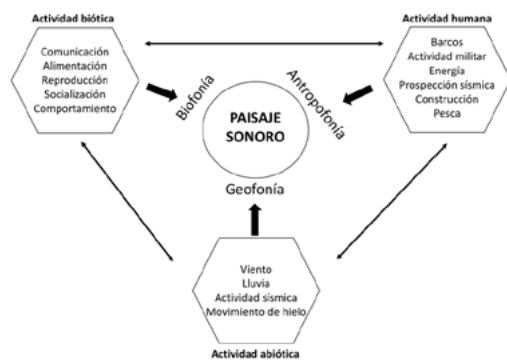 Actividad biótica
Comunicación
Alimentación
Reproducción
Socialización
Comportamiento
Actividad humana
Barcos
Actividad militar
Energía
Prospección sísmica
Construcción
Pesca
Biofonía
Antropofonía
PAISAJE
SONORO
Geofonía
Viento
Lluvia
Actividad sísmica
Movimiento de hielo
Actividad abiótica